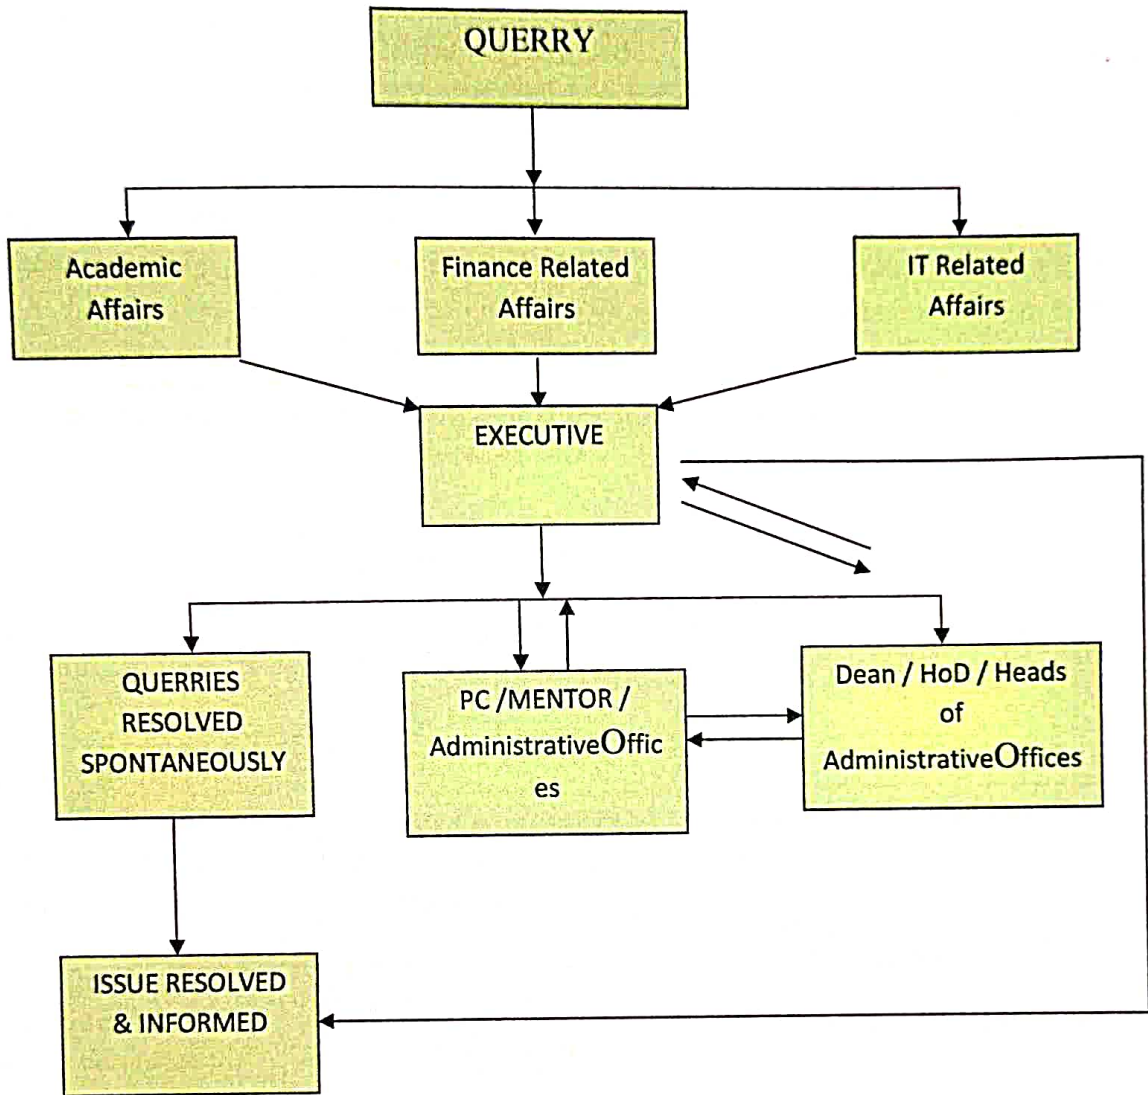 QUERRY
Academic
Affairs
Finance Related
Affairs
IT Related
Affairs
EXECUTIVE
QUERRIES
RESOLVED
SPONTANEOUSLY
PC /MENTOR /
AdministrativeOffic
es
Dean / HoD / Heads
of
AdministrativeOffices
ISSUE RESOLVED
& INFORMED